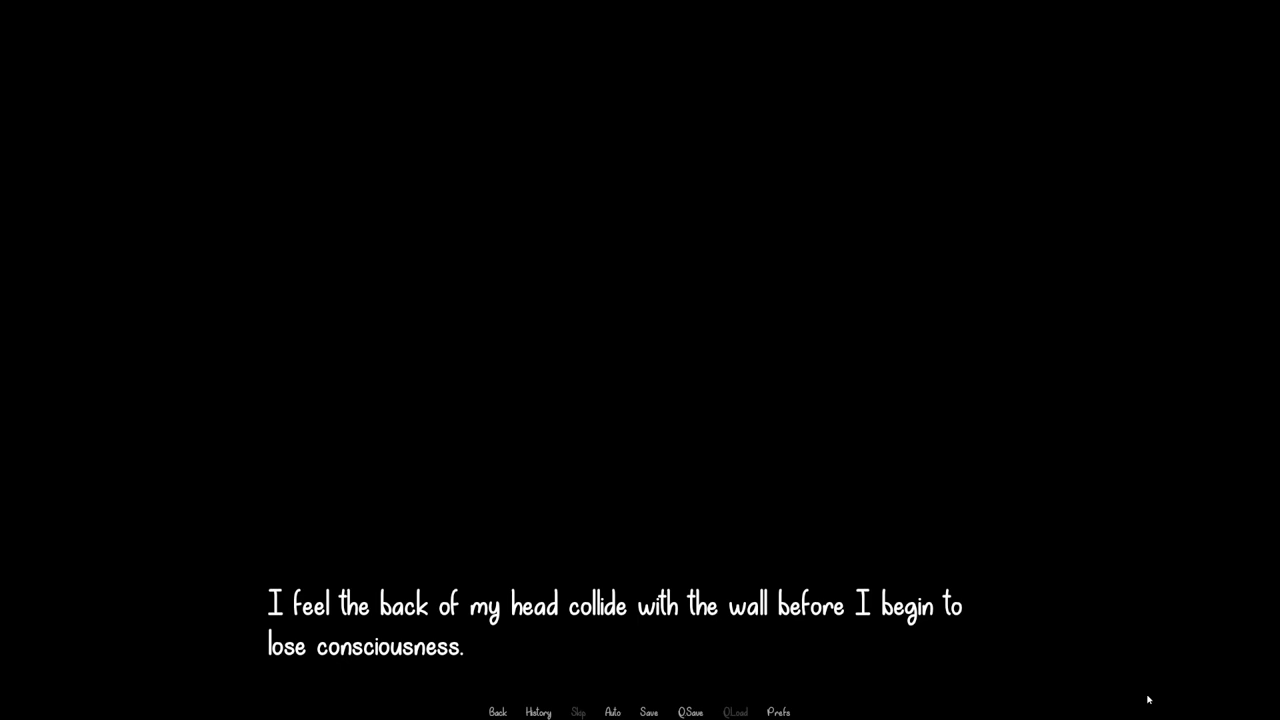 I feel the back of my head collide with the wall before I begin to
lose consciousness.
Back History Skip Auto Save Q.Save Q.Load Prefs